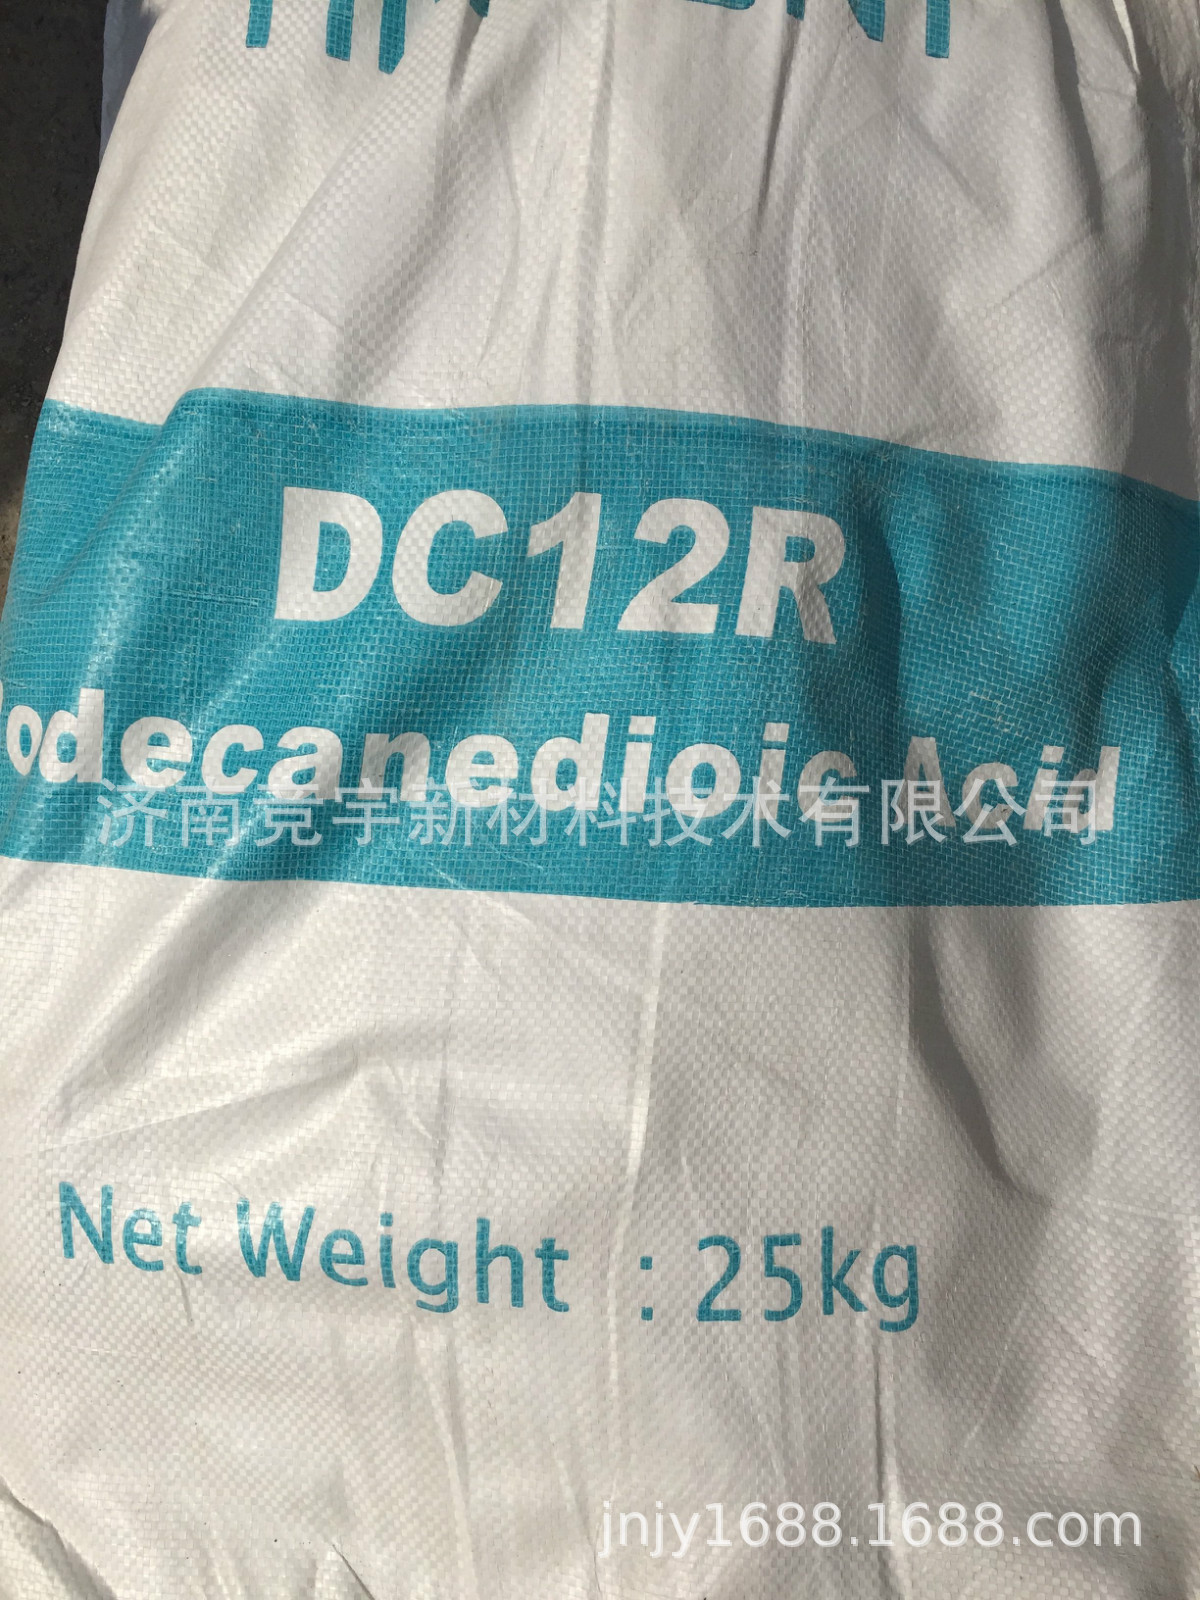 DC12R
odecanedioic Acid
济南竞宇新材料技术有限公司
Net Weight : 25kg
jnjy1688.1688.com